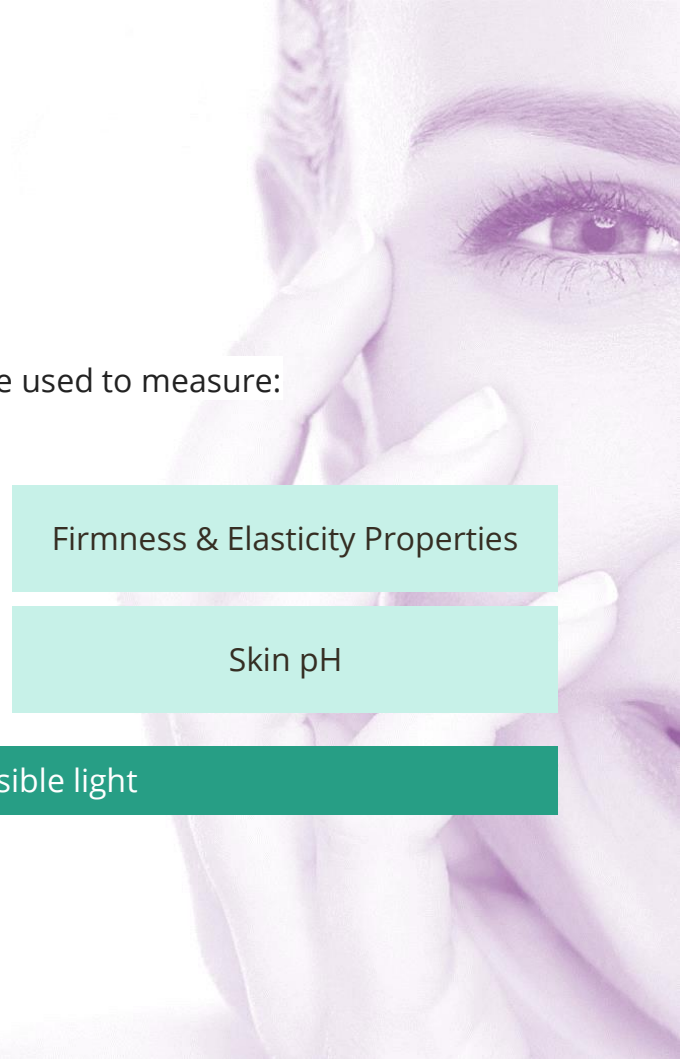 e used to measure:
Firmness & Elasticity Properties
Skin pH
sible light